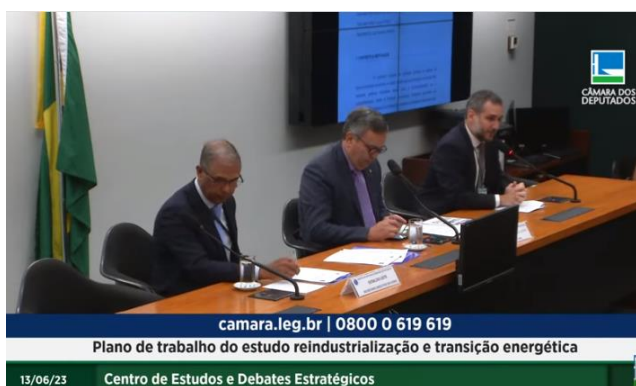 CÂMARA DOS
DEPUTADOS
camara.leg.br | 0800 0 619 619
Plano de trabalho do estudo reindustrialização e transição energética
13/06/23 Centro de Estudos e Debates Estratégicos